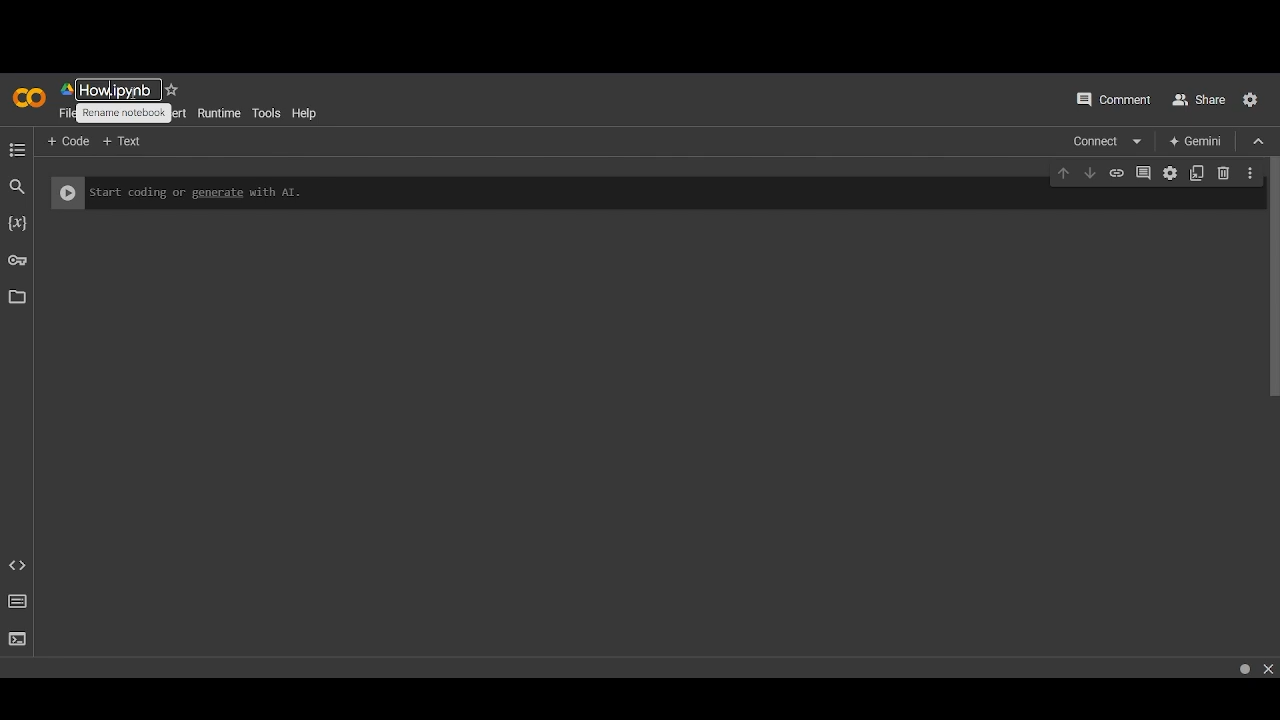 How.ipynb
File ert Runtime Tools Help
Rename notebook
Comment Share
+ Code + Text
Connect Gemini
{x}
Start coding or generate with AI.